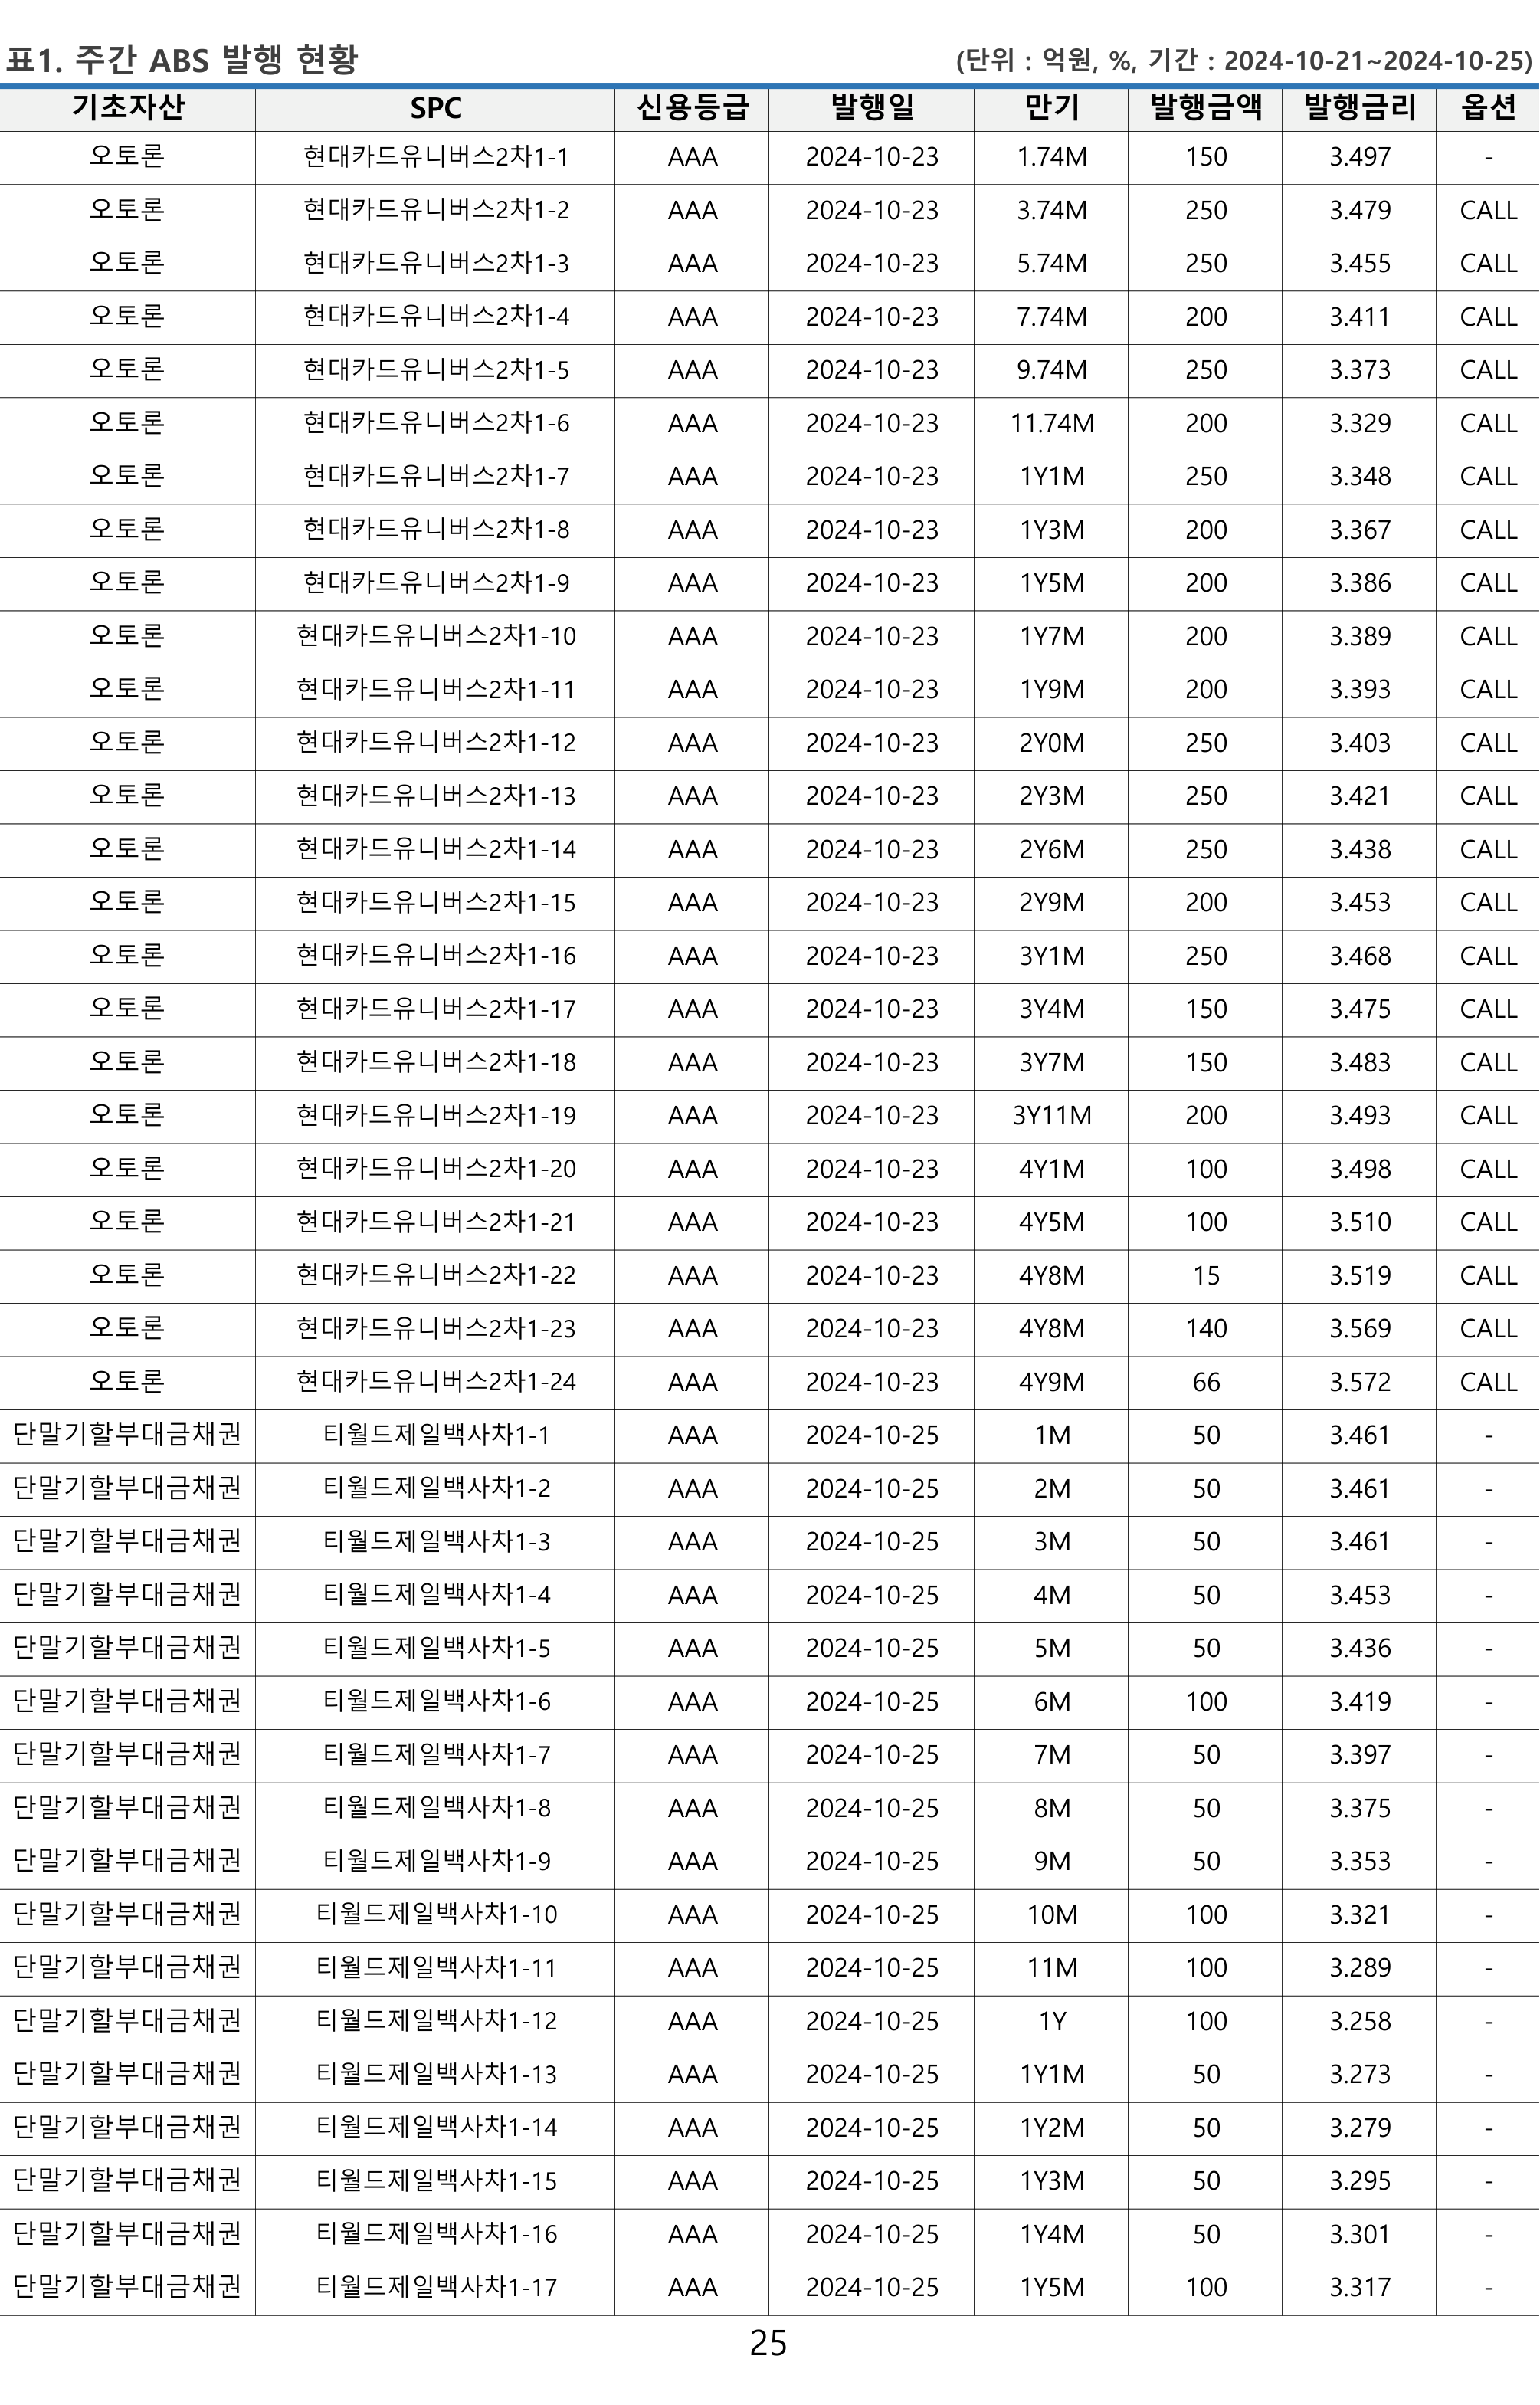 표1. 주간 ABS 발행 현황 (단위 : 억원, %, 기간 : 2024-10-21~2024-10-25)
기초자산 SPC 신용등급 발행일 만기 발행금액 발행금리 옵션
오토론 현대카드유니버스2차1-1 AAA 2024-10-23 1.74M 150 3.497 -
오토론 현대카드유니버스2차1-2 AAA 2024-10-23 3.74M 250 3.479 CALL
오토론 현대카드유니버스2차1-3 AAA 2024-10-23 5.74M 250 3.455 CALL
오토론 현대카드유니버스2차1-4 AAA 2024-10-23 7.74M 200 3.411 CALL
오토론 현대카드유니버스2차1-5 AAA 2024-10-23 9.74M 250 3.373 CALL
오토론 현대카드유니버스2차1-6 AAA 2024-10-23 11.74M 200 3.329 CALL
오토론 현대카드유니버스2차1-7 AAA 2024-10-23 1Y1M 250 3.348 CALL
오토론 현대카드유니버스2차1-8 AAA 2024-10-23 1Y3M 200 3.367 CALL
오토론 현대카드유니버스2차1-9 AAA 2024-10-23 1Y5M 200 3.386 CALL
오토론 현대카드유니버스2차1-10 AAA 2024-10-23 1Y7M 200 3.389 CALL
오토론 현대카드유니버스2차1-11 AAA 2024-10-23 1Y9M 200 3.393 CALL
오토론 현대카드유니버스2차1-12 AAA 2024-10-23 2Y0M 250 3.403 CALL
오토론 현대카드유니버스2차1-13 AAA 2024-10-23 2Y3M 250 3.421 CALL
오토론 현대카드유니버스2차1-14 AAA 2024-10-23 2Y6M 250 3.438 CALL
오토론 현대카드유니버스2차1-15 AAA 2024-10-23 2Y9M 200 3.453 CALL
오토론 현대카드유니버스2차1-16 AAA 2024-10-23 3Y1M 250 3.468 CALL
오토론 현대카드유니버스2차1-17 AAA 2024-10-23 3Y4M 150 3.475 CALL
오토론 현대카드유니버스2차1-18 AAA 2024-10-23 3Y7M 150 3.483 CALL
오토론 현대카드유니버스2차1-19 AAA 2024-10-23 3Y11M 200 3.493 CALL
오토론 현대카드유니버스2차1-20 AAA 2024-10-23 4Y1M 100 3.498 CALL
오토론 현대카드유니버스2차1-21 AAA 2024-10-23 4Y5M 100 3.510 CALL
오토론 현대카드유니버스2차1-22 AAA 2024-10-23 4Y8M 15 3.519 CALL
오토론 현대카드유니버스2차1-23 AAA 2024-10-23 4Y8M 140 3.569 CALL
오토론 현대카드유니버스2차1-24 AAA 2024-10-23 4Y9M 66 3.572 CALL
단말기할부대금채권 티월드제일백사차1-1 AAA 2024-10-25 1M 50 3.461 -
단말기할부대금채권 티월드제일백사차1-2 AAA 2024-10-25 2M 50 3.461 -
단말기할부대금채권 티월드제일백사차1-3 AAA 2024-10-25 3M 50 3.461 -
단말기할부대금채권 티월드제일백사차1-4 AAA 2024-10-25 4M 50 3.453 -
단말기할부대금채권 티월드제일백사차1-5 AAA 2024-10-25 5M 50 3.436 -
단말기할부대금채권 티월드제일백사차1-6 AAA 2024-10-25 6M 100 3.419 -
단말기할부대금채권 티월드제일백사차1-7 AAA 2024-10-25 7M 50 3.397 -
단말기할부대금채권 티월드제일백사차1-8 AAA 2024-10-25 8M 50 3.375 -
단말기할부대금채권 티월드제일백사차1-9 AAA 2024-10-25 9M 50 3.353 -
단말기할부대금채권 티월드제일백사차1-10 AAA 2024-10-25 10M 100 3.321 -
단말기할부대금채권 티월드제일백사차1-11 AAA 2024-10-25 11M 100 3.289 -
단말기할부대금채권 티월드제일백사차1-12 AAA 2024-10-25 1Y 100 3.258 -
단말기할부대금채권 티월드제일백사차1-13 AAA 2024-10-25 1Y1M 50 3.273 -
단말기할부대금채권 티월드제일백사차1-14 AAA 2024-10-25 1Y2M 50 3.279 -
단말기할부대금채권 티월드제일백사차1-15 AAA 2024-10-25 1Y3M 50 3.295 -
단말기할부대금채권 티월드제일백사차1-16 AAA 2024-10-25 1Y4M 50 3.301 -
단말기할부대금채권 티월드제일백사차1-17 AAA 2024-10-25 1Y5M 100 3.317 -
25